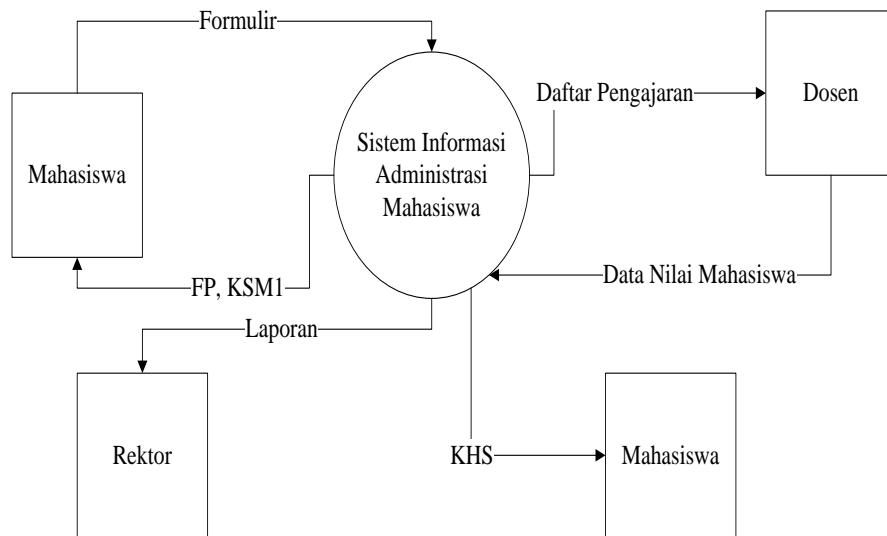 Formulir
Daftar Pengajaran
Dosen
Sistem Informasi
Administrasi
Mahasiswa
Mahasiswa
Data Nilai Mahasiswa
FP, KSM1
Laporan
Rektor
KHS
Mahasiswa